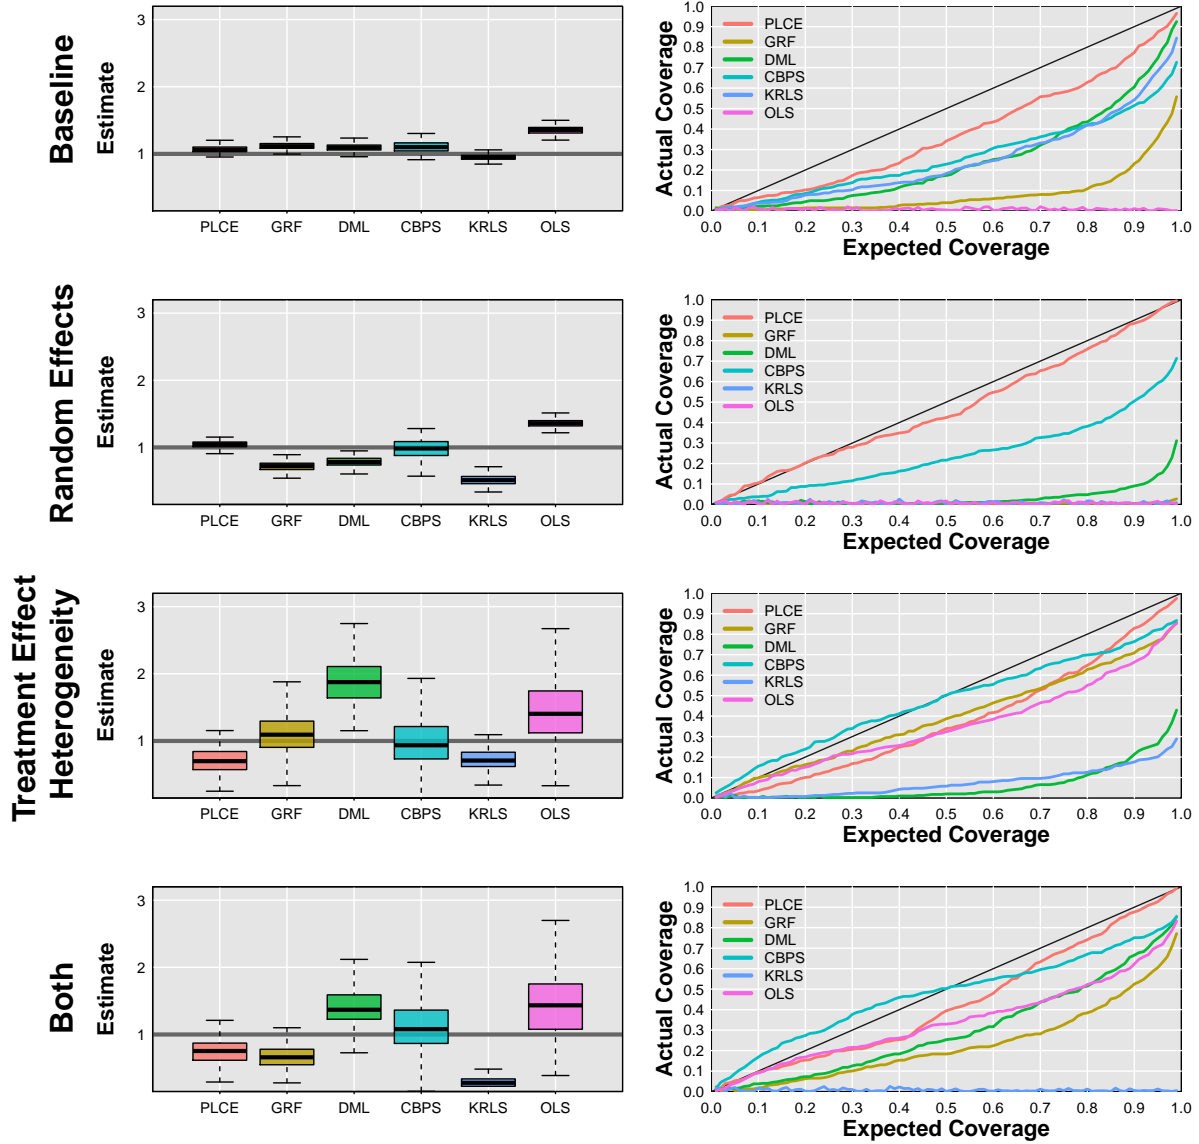 Baseline
Estimate
3
2
1
PLCE GRF DML CBPS KRLS OLS
Actual Coverage
1.0
0.9
0.8
0.7
0.6
0.5
0.4
0.3
0.2
0.1
0.0
PLCE
GRF
DML
CBPS
KRLS
OLS
0.0 0.1 0.2 0.3 0.4 0.5 0.6 0.7 0.8 0.9 1.0
Expected Coverage
Random Effects
Estimate
3
2
1
PLCE GRF DML CBPS KRLS OLS
Actual Coverage
1.0
0.9
0.8
0.7
0.6
0.5
0.4
0.3
0.2
0.1
0.0
PLCE
GRF
DML
CBPS
KRLS
OLS
0.0 0.1 0.2 0.3 0.4 0.5 0.6 0.7 0.8 0.9 1.0
Expected Coverage
Treatment Effect
Heterogeneity
Estimate
3
2
1
PLCE GRF DML CBPS KRLS OLS
Actual Coverage
1.0
0.9
0.8
0.7
0.6
0.5
0.4
0.3
0.2
0.1
0.0
PLCE
GRF
DML
CBPS
KRLS
OLS
0.0 0.1 0.2 0.3 0.4 0.5 0.6 0.7 0.8 0.9 1.0
Expected Coverage
Both
Estimate
3
2
1
PLCE GRF DML CBPS KRLS OLS
Actual Coverage
1.0
0.9
0.8
0.7
0.6
0.5
0.4
0.3
0.2
0.1
0.0
PLCE
GRF
DML
CBPS
KRLS
OLS
0.0 0.1 0.2 0.3 0.4 0.5 0.6 0.7 0.8 0.9 1.0
Expected Coverage